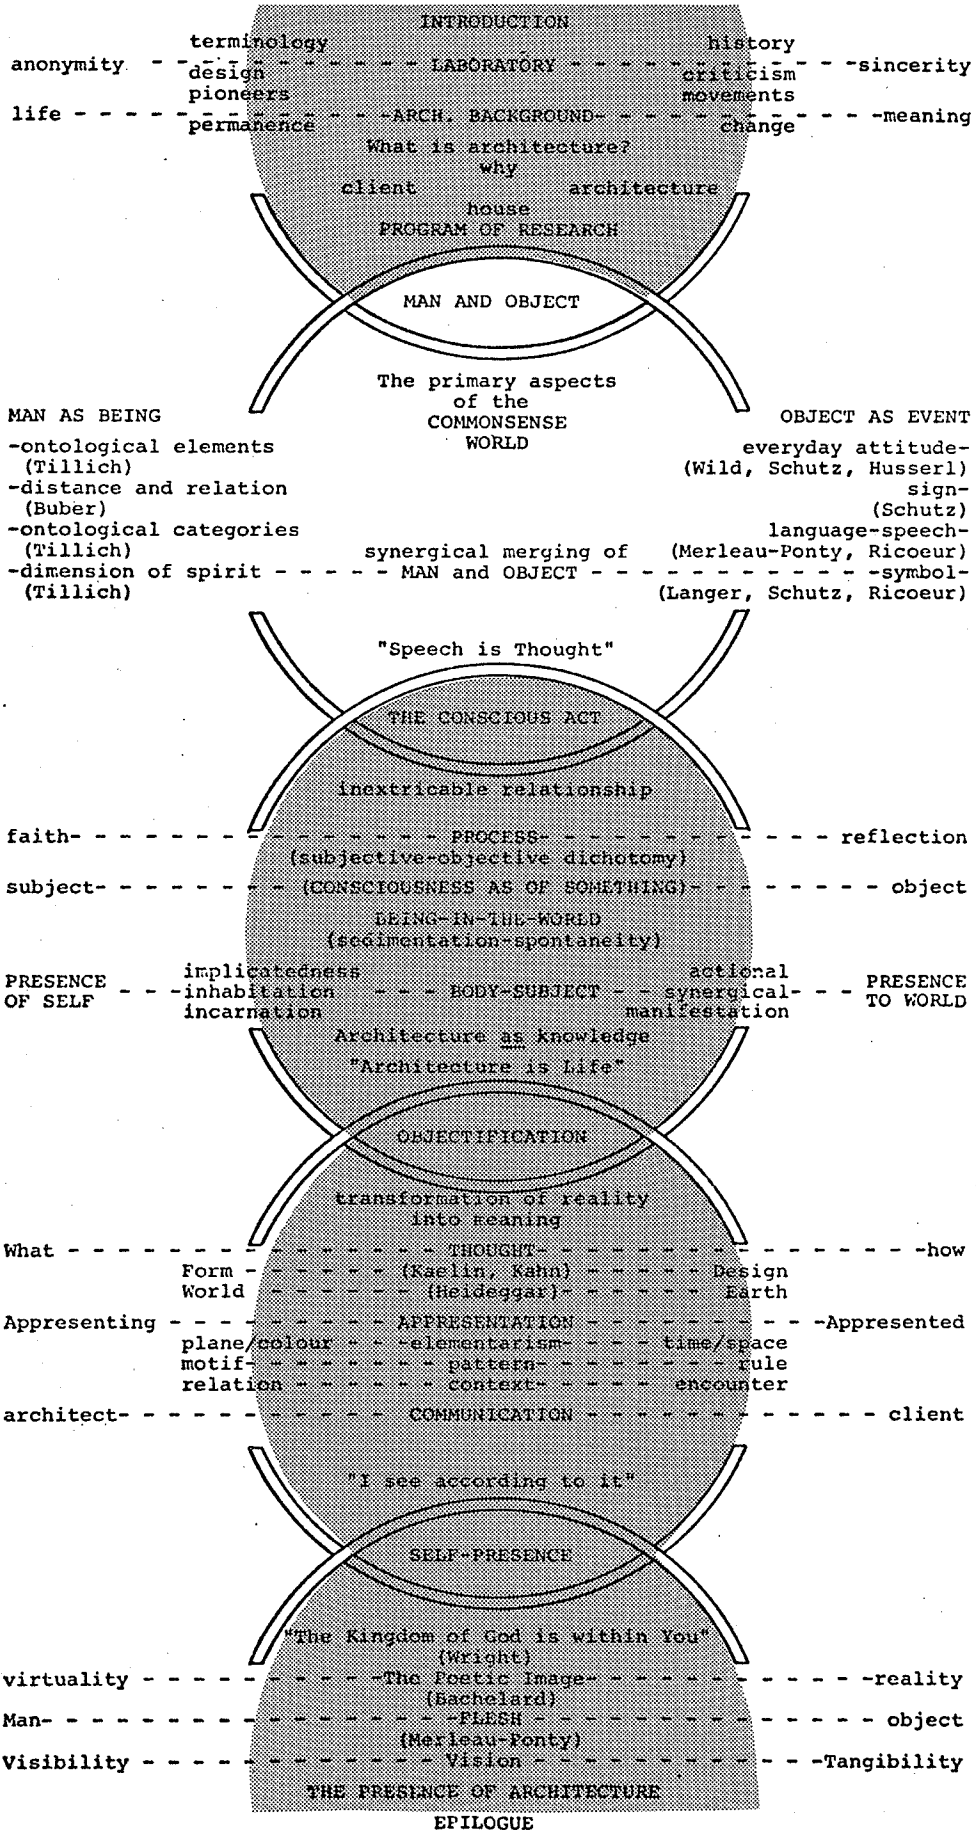 INTRODUCTION
terminology history
anonymity - - - - - - - - - - - - LABORATORY - - - - - - - - - - - - sincerity
design criticism
pioneers movements
life - - - - - - - - - - - - ARCH. BACKGROUND - - - - - - - - - - - - meaning
permanence change
What is architecture?
why
client architecture
house
PROGRAM OF RESEARCH
MAN AND OBJECT
The primary aspects
of the
COMMONSENSE
WORLD
MAN AS BEING OBJECT AS EVENT
-ontological elements everyday attitude-
(Tillich) (Wild, Schutz, Husserl)
-distance and relation sign-
(Buber) (Schutz)
-ontological categories language-speech-
(Tillich) synergical merging of (Merleau-Ponty, Ricoeur)
-dimension of spirit - - - - - MAN and OBJECT - - - - - - - - - - - -symbol-
(Tillich) (Langer, Schutz, Ricoeur)
"Speech is Thought"
THE CONSCIOUS ACT
inextricable relationship
faith- - - - - - - - - - - - PROCESS- - - - - - - - - - - - reflection
(subjective-objective dichotomy)
subject- - - - - - - - (CONSCIOUSNESS AS OF SOMETHING)- - - - - - - - object
BEING-IN-THE-WORLD
(sedimentation-spontaneity)
implicatedness actional
PRESENCE OF SELF - - -inhabitation - - - BODY-SUBJECT - - synergical- - - PRESENCE TO WORLD
incarnation manifestation
Architecture as knowledge
"Architecture is Life"
OBJECTIFICATION
transformation of reality
into meaning
What - - - - - - - - - - - - THOUGHT- - - - - - - - - - - - -how
Form - - - - - - (Kaelin, Kahn) - - - - - Design
World - - - - - - (Heideggar)- - - - - - Earth
Appresenting - - - - - - - - - APPRESENTATION - - - - - - - - - -Appresented
plane/colour - - -elementarism- - - - time/space
motif- - - - - - - pattern- - - - - - - rule
relation - - - - - context- - - - - encounter
architect- - - - - - - - - - COMMUNICATION - - - - - - - - - - client
"I see according to it"
SELF-PRESENCE
"The Kingdom of God is within You"
(Wright)
virtuality - - - - - - - - -The Poetic Image- - - - - - - - - -reality
(Bachelard)
Man- - - - - - - - - - - - -FLESH - - - - - - - - - - - - object
(Merleau-Ponty)
Visibility - - - - - - - - - - Vision - - - - - - - - - - -Tangibility
THE PRESENCE OF ARCHITECTURE
EPILOGUE